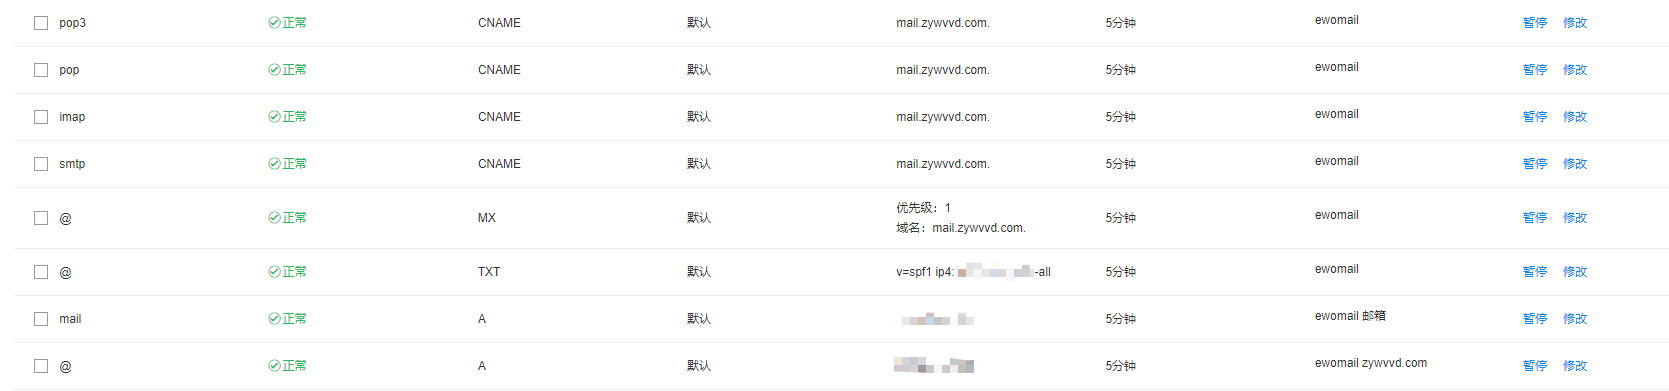 pop3 正常 CNAME 默认 mail.zywvvd.com. 5分钟 ewomail 暂停 修改
pop 正常 CNAME 默认 mail.zywvvd.com. 5分钟 ewomail 暂停 修改
imap 正常 CNAME 默认 mail.zywvvd.com. 5分钟 ewomail 暂停 修改
smtp 正常 CNAME 默认 mail.zywvvd.com. 5分钟 ewomail 暂停 修改
@ 正常 MX 默认 优先级：1 5分钟 ewomail 暂停 修改
域名：mail.zywvvd.com.
@ 正常 TXT 默认 v=spf1 ip4: -all 5分钟 ewomail 暂停 修改
mail 正常 A 默认 5分钟 ewomail 邮箱 暂停 修改
@ 正常 A 默认 5分钟 ewomail zywvvd.com 暂停 修改